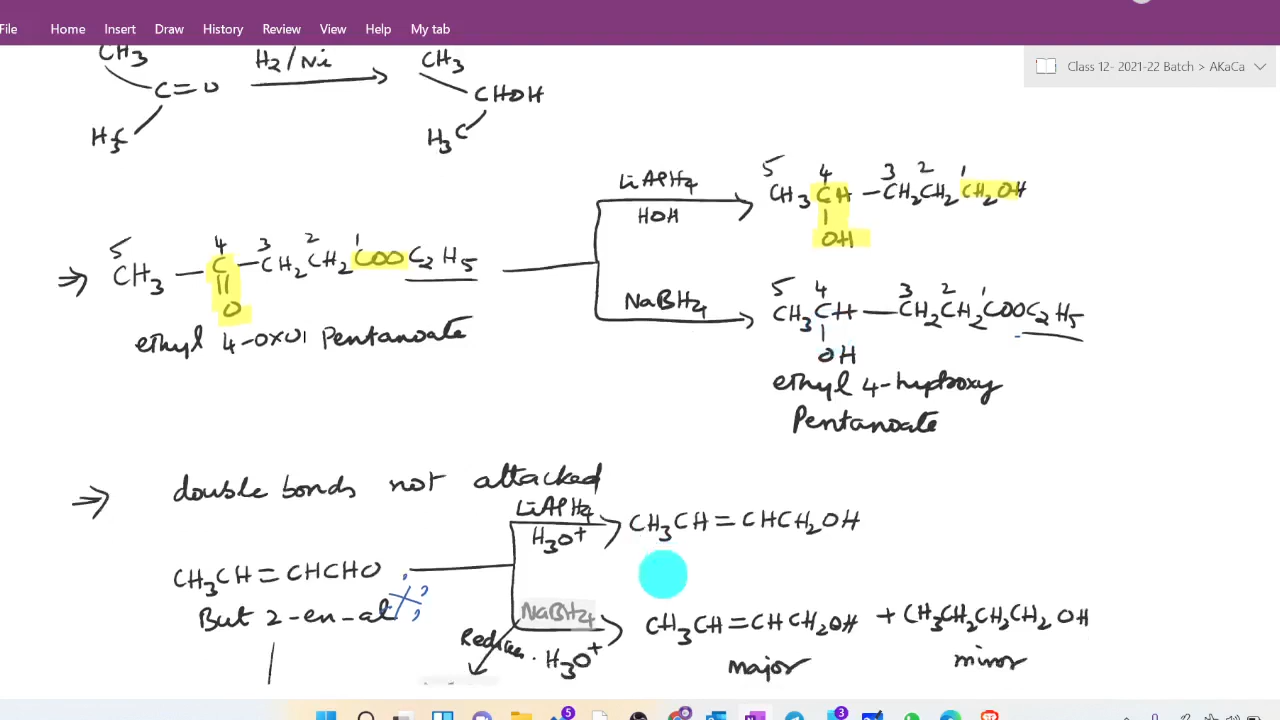 File Home Insert Draw History Review View Help My tab
Class 12- 2021-22 Batch > AKaCa
CH3 H2/Ni CH3
C=O CHOH
H3C H3C
5 4 3 2 1
LiAlH4 CH3CH-CH2CH2CH2OH
HOH OH
5 4 3 2 1
CH3-C-CH2CH2COOC2H5
O
ethyl 4-oxo Pentanoate
5 4 3 2 1
NaBH4 CH3CH-CH2CH2COOC2H5
OH
ethyl 4-hydroxy
Pentanoate
⇒ double bonds not attacked
LiAlH4 CH3CH=CHCH2OH
H3O+
CH3CH=CHCHO
But 2-en-al
NaBH4 CH3CH=CHCH2OH + CH3CH2CH2CH2OH
H3O+ major minor
5 3